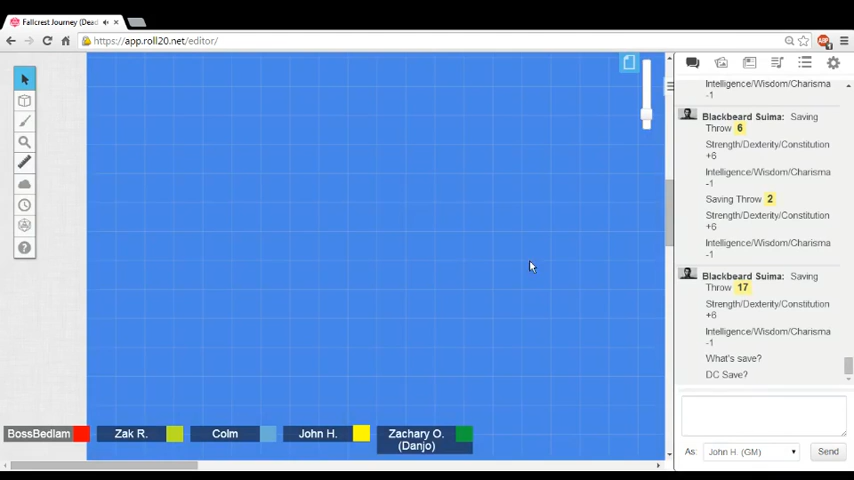 Fallcrest Journey (Dead
https://app.roll20.net/editor/
Intelligence/Wisdom/Charisma
-1
Blackbeard Suima: Saving
Throw 6
Strength/Dexterity/Constitution
+6
Intelligence/Wisdom/Charisma
-1
Saving Throw 2
Strength/Dexterity/Constitution
+6
Intelligence/Wisdom/Charisma
-1
Blackbeard Suima: Saving
Throw 17
Strength/Dexterity/Constitution
+6
Intelligence/Wisdom/Charisma
-1
What's save?
DC Save?
BossBedlam
Zak R.
Colm
John H.
Zachary O.
(Danjo)
As:
John H. (GM)
Send